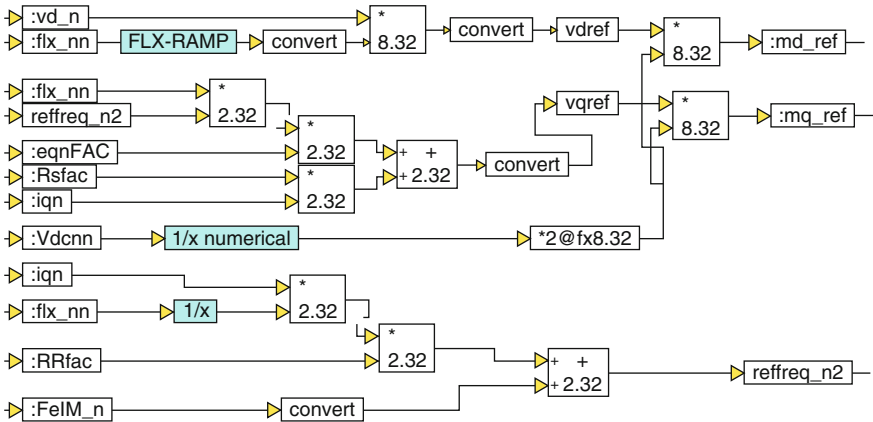 :vd_n
*
8.32
:flx_nn
FLX-RAMP
convert
convert
vdref
*
8.32
:md_ref
:flx_nn
reffreq_n2
*
2.32
:eqnFAC
*
2.32
:Rsfac
:iqn
*
2.32
+ +
+ 2.32
convert
vqref
*
8.32
:mq_ref
:Vdcnn
1/x numerical
*2@fx8.32
:iqn
:flx_nn
1/x
*
2.32
:RRfac
*
2.32
:FeIM_n
convert
+ +
+ 2.32
reffreq_n2